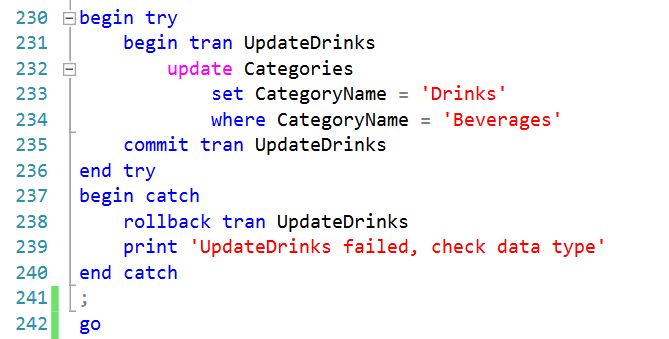 230 begin try
231     begin tran UpdateDrinks
232         update Categories
233             set CategoryName = 'Drinks'
234             where CategoryName = 'Beverages'
235     commit tran UpdateDrinks
236 end try
237 begin catch
238     rollback tran UpdateDrinks
239     print 'UpdateDrinks failed, check data type'
240 end catch
241 ;
242 go